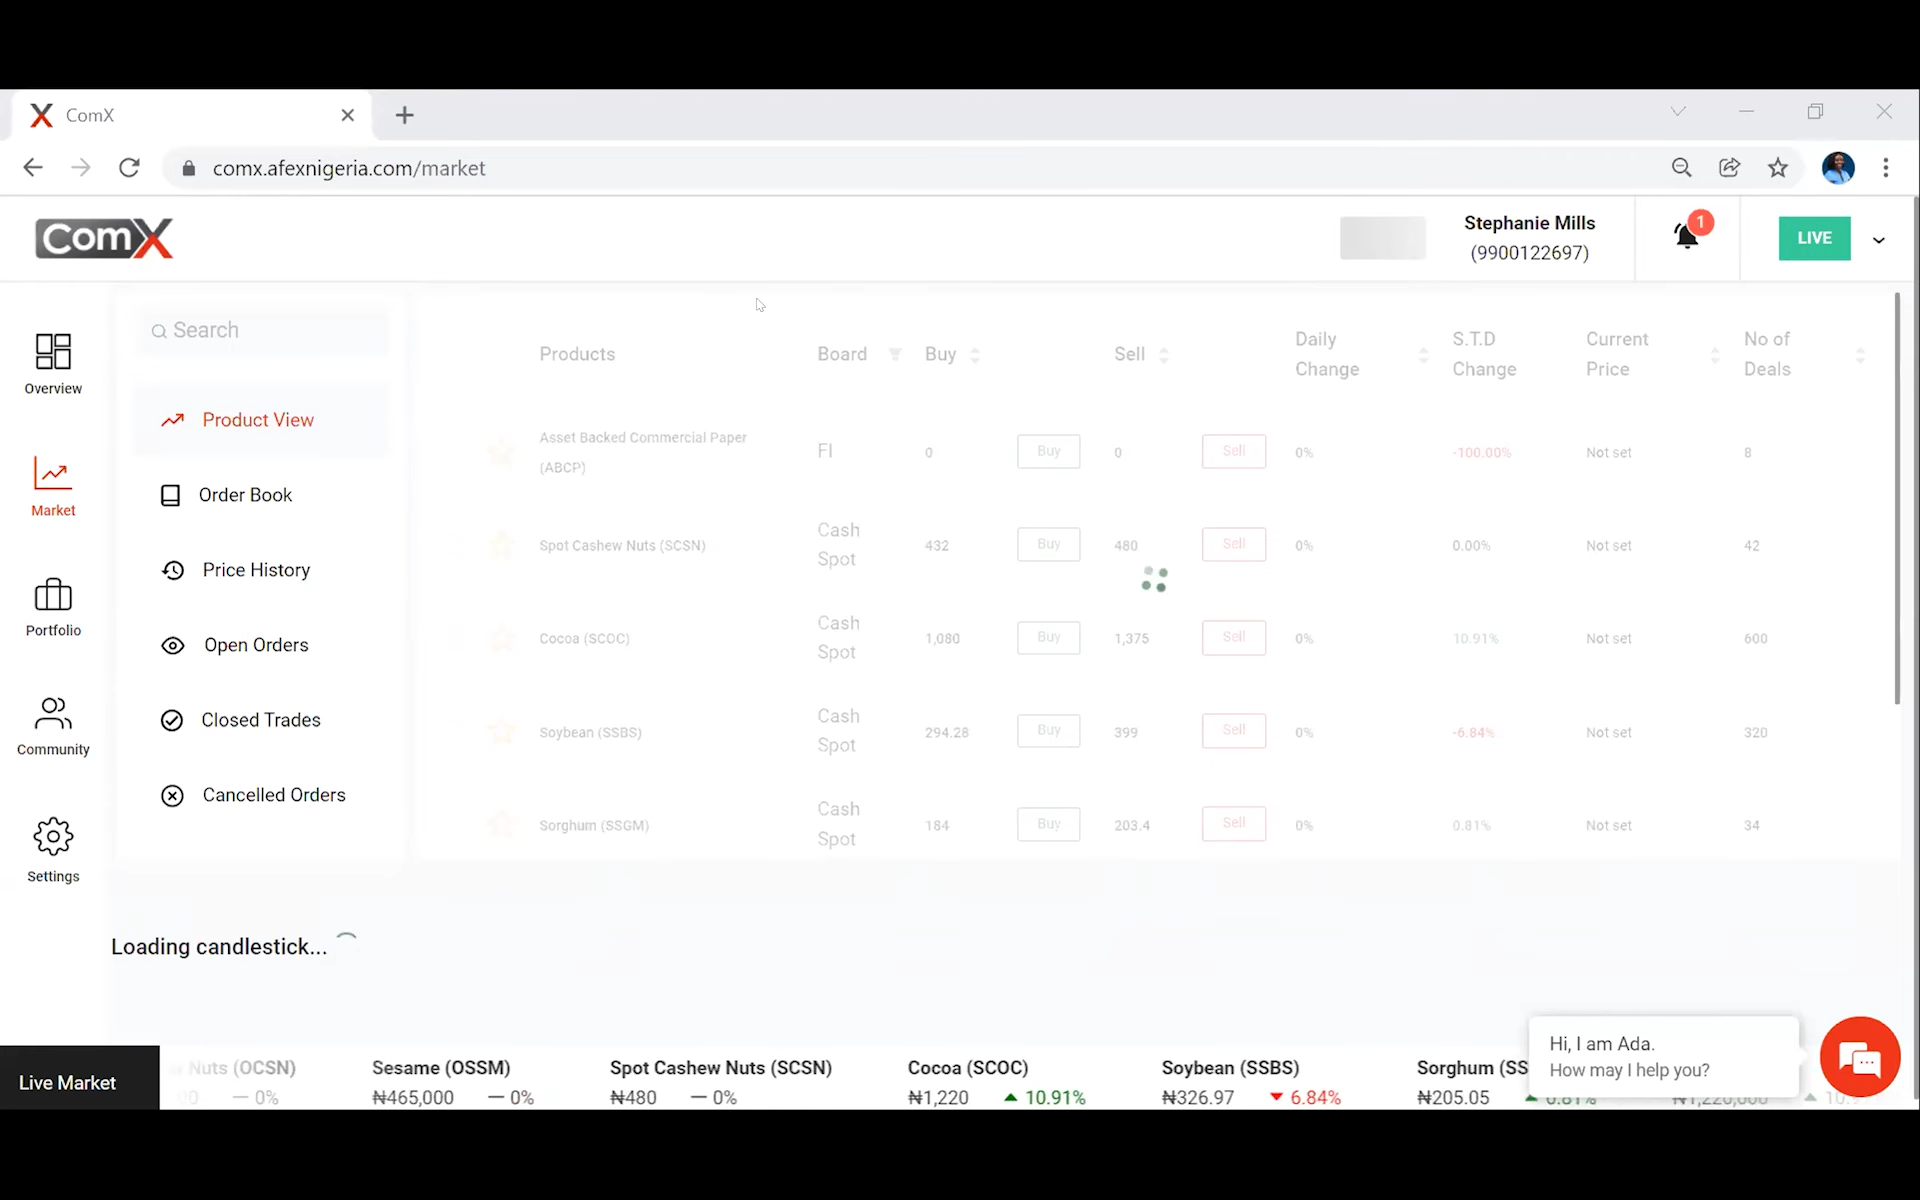 ComX
comx.afexnigeria.com/market
ComX
Stephanie Mills
(9900122697)
1
LIVE
Overview
Market
Portfolio
Community
Settings
Search
Product View
Order Book
Price History
Open Orders
Closed Trades
Cancelled Orders
Products Board Buy Sell Daily Change S.T.D Change Current Price No of Deals
Asset Backed Commercial Paper (ABCP) FI 0 Buy 0 Sell 0% -100.00% Not set 8
Spot Cashew Nuts (SCSN) Cash Spot 432 Buy 480 Sell 0% 0.00% Not set 42
Cocoa (SCOC) Cash Spot 1,080 Buy 1,375 Sell 0% 10.91% Not set 600
Soybean (SSBS) Cash Spot 294.28 Buy 399 Sell 0% -6.84% Not set 320
Sorghum (SSGM) Cash Spot 184 Buy 203.4 Sell 0% 0.81% Not set 34
Loading candlestick...
Hi, I am Ada.
How may I help you?
Live Market
Nuts (OCSN) Sesame (OSSM) Spot Cashew Nuts (SCSN) Cocoa (SCOC) Soybean (SSBS) Sorghum (SS
— 0% ₦465,000 — 0% ₦480 — 0% ₦1,220 ▲ 10.91% ₦326.97 ▼ 6.84% ₦205.05 ▲ 0.81%